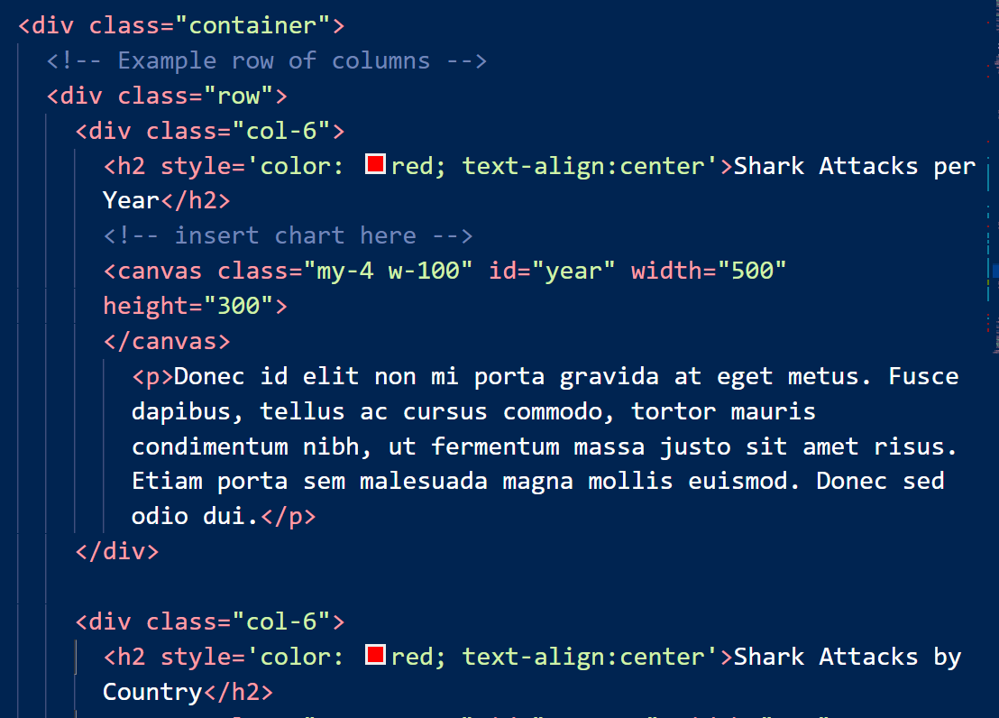 <div class="container">
<!-- Example row of columns -->
<div class="row">
<div class="col-6">
<h2 style='color: red; text-align:center'>Shark Attacks per
Year</h2>
<!-- insert chart here -->
<canvas class="my-4 w-100" id="year" width="500"
height="300">
</canvas>
<p>Donec id elit non mi porta gravida at eget metus. Fusce
dapibus, tellus ac cursus commodo, tortor mauris
condimentum nibh, ut fermentum massa justo sit amet risus.
Etiam porta sem malesuada magna mollis euismod. Donec sed
odio dui.</p>
</div>
<div class="col-6">
<h2 style='color: red; text-align:center'>Shark Attacks by
Country</h2>